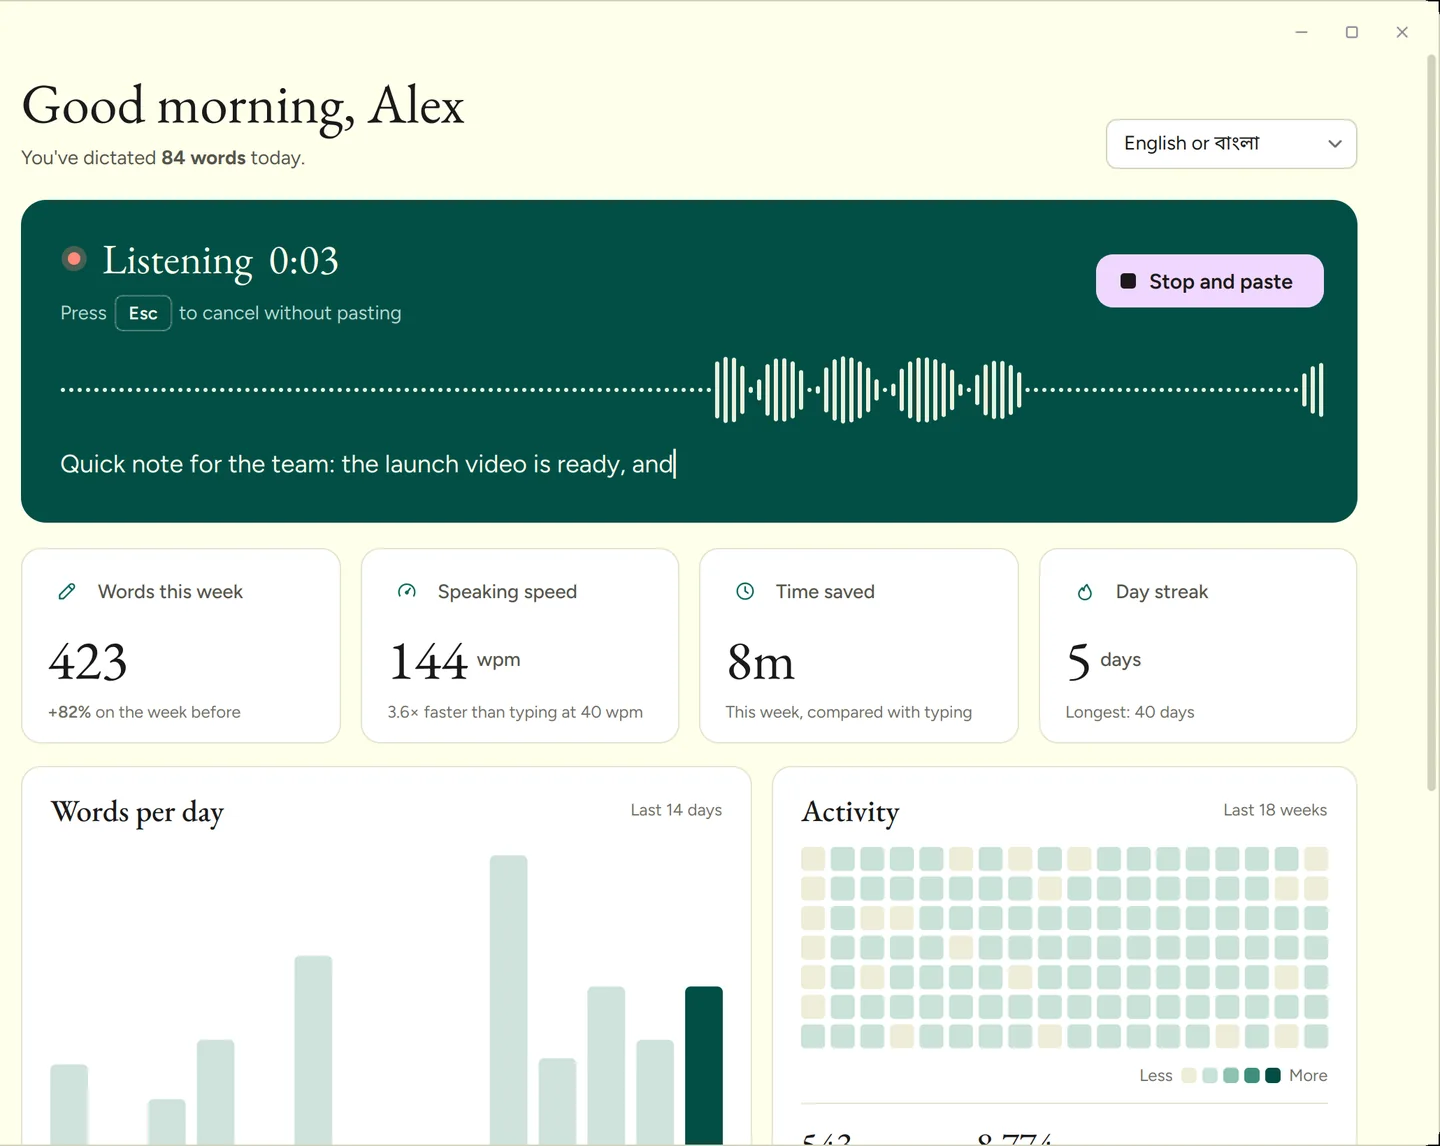 Good morning, Alex
You've dictated 84 words today.
English or বাংলা
Listening 0:03
Stop and paste
Press Esc to cancel without pasting
Quick note for the team: the launch video is ready, and
Words this week
423
+82% on the week before
Speaking speed
144 wpm
3.6× faster than typing at 40 wpm
Time saved
8m
This week, compared with typing
Day streak
5 days
Longest: 40 days
Words per day
Last 14 days
Activity
Last 18 weeks
Less
More